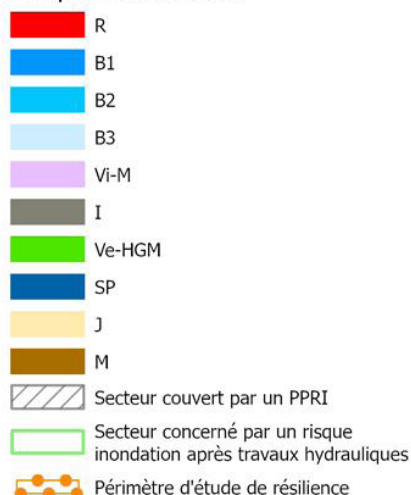 R
B1
B2
B3
Vi-M
I
Ve-HGM
SP
J
M
Secteur couvert par un PPRI
Secteur concerné par un risque
inondation après travaux hydrauliques
Périmètre d'étude de résilience